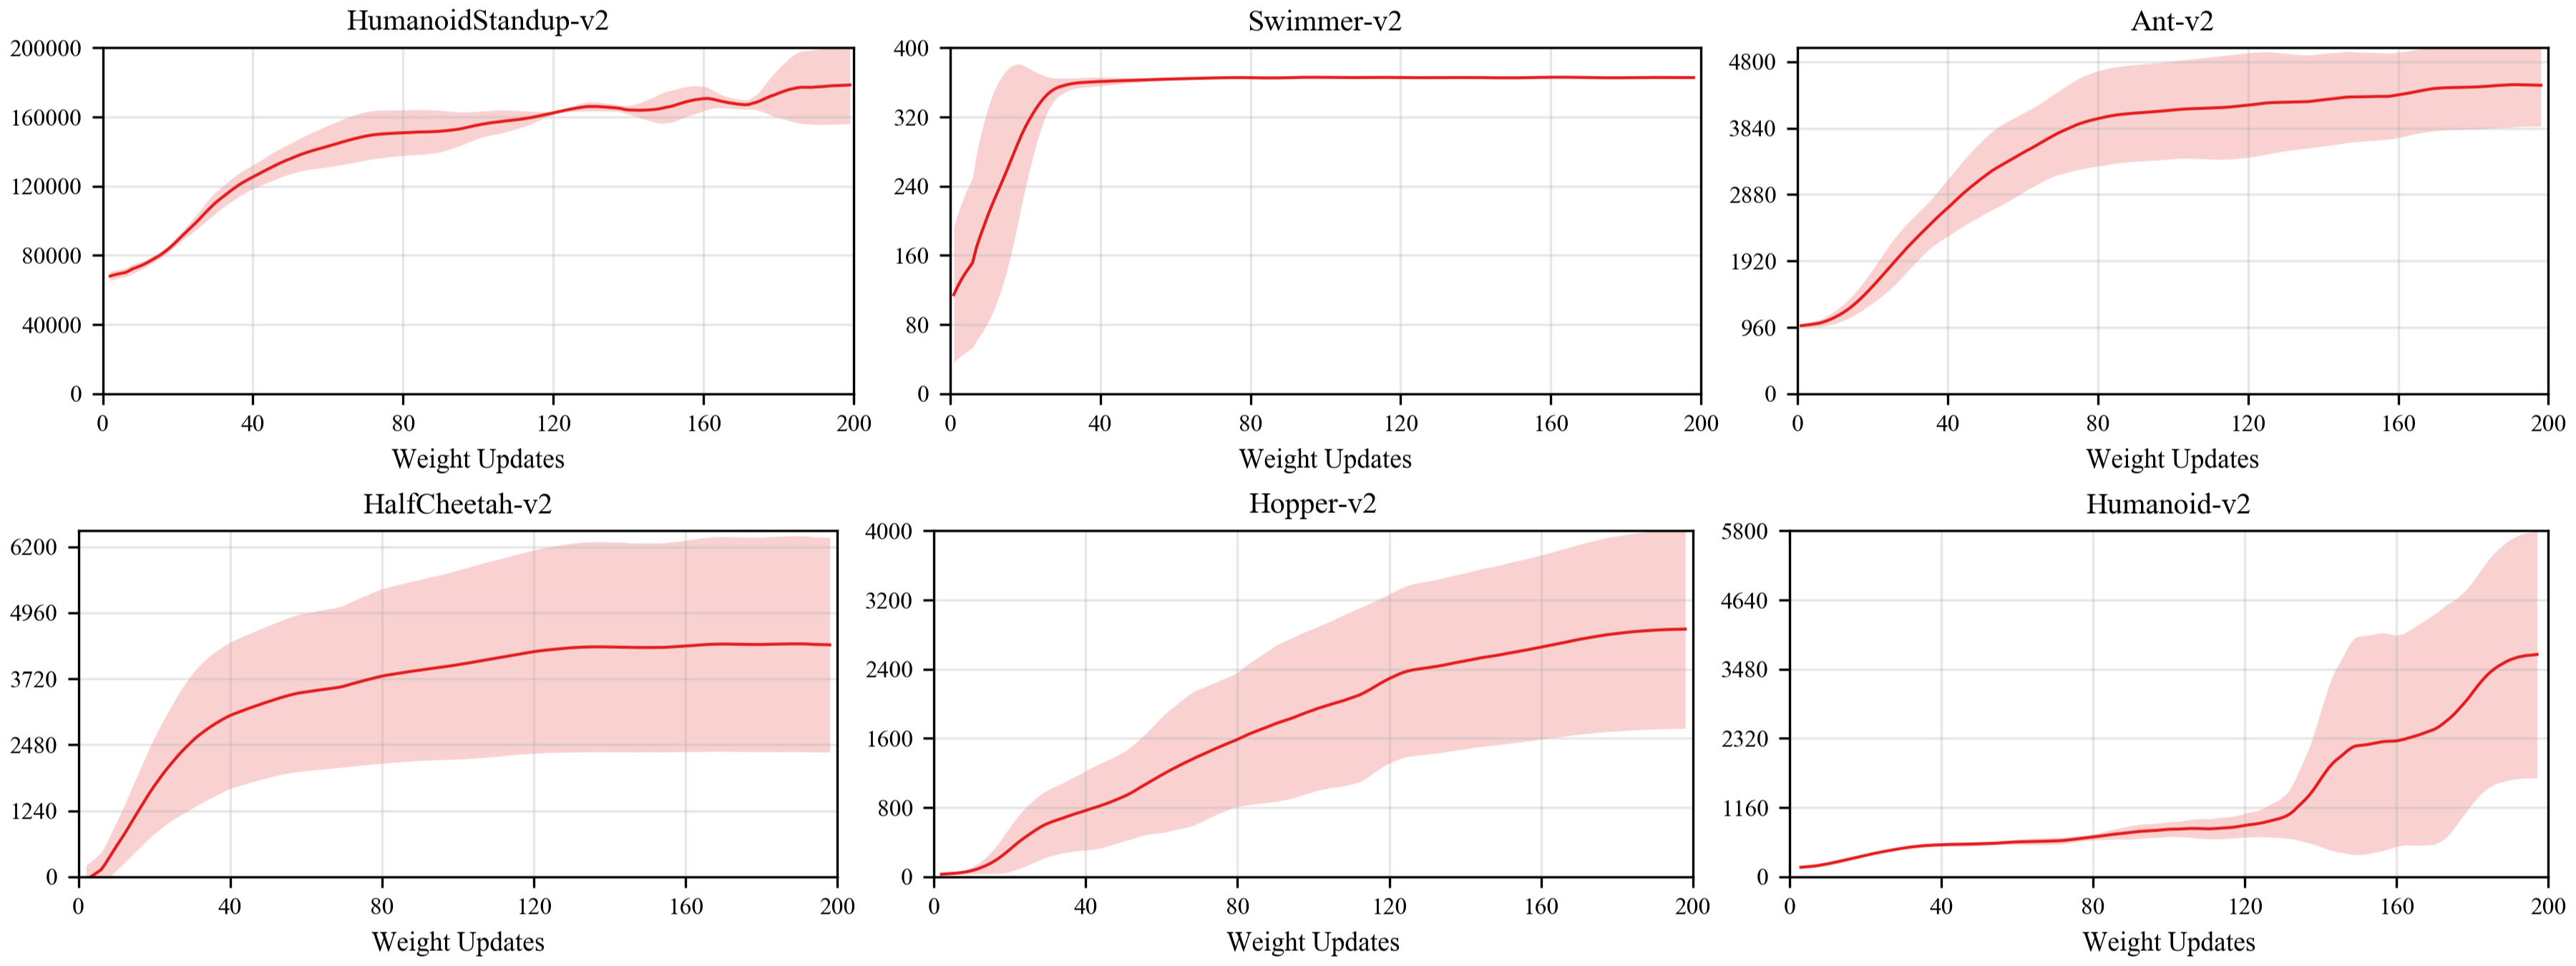 HumanoidStandup-v2
200000
160000
120000
80000
40000
0
0 40 80 120 160 200
Weight Updates
Swimmer-v2
400
320
240
160
80
0
0 40 80 120 160 200
Weight Updates
Ant-v2
4800
3840
2880
1920
960
0
0 40 80 120 160 200
Weight Updates
HalfCheetah-v2
6200
4960
3720
2480
1240
0
0 40 80 120 160 200
Weight Updates
Hopper-v2
4000
3200
2400
1600
800
0
0 40 80 120 160 200
Weight Updates
Humanoid-v2
5800
4640
3480
2320
1160
0
0 40 80 120 160 200
Weight Updates